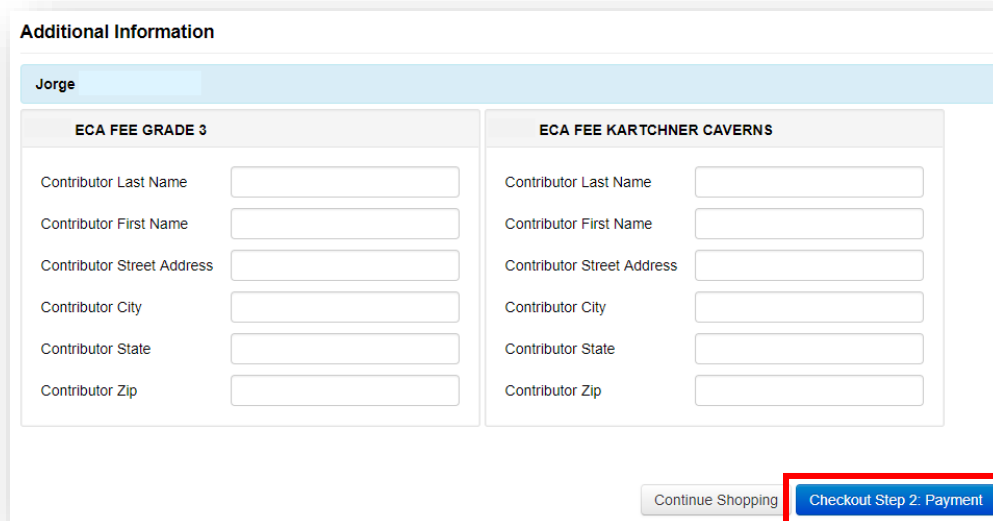 Additional Information
Jorge
ECA FEE GRADE 3
Contributor Last Name
Contributor First Name
Contributor Street Address
Contributor City
Contributor State
Contributor Zip
ECA FEE KARTCHNER CAVERNS
Contributor Last Name
Contributor First Name
Contributor Street Address
Contributor City
Contributor State
Contributor Zip
Continue Shopping
Checkout Step 2: Payment